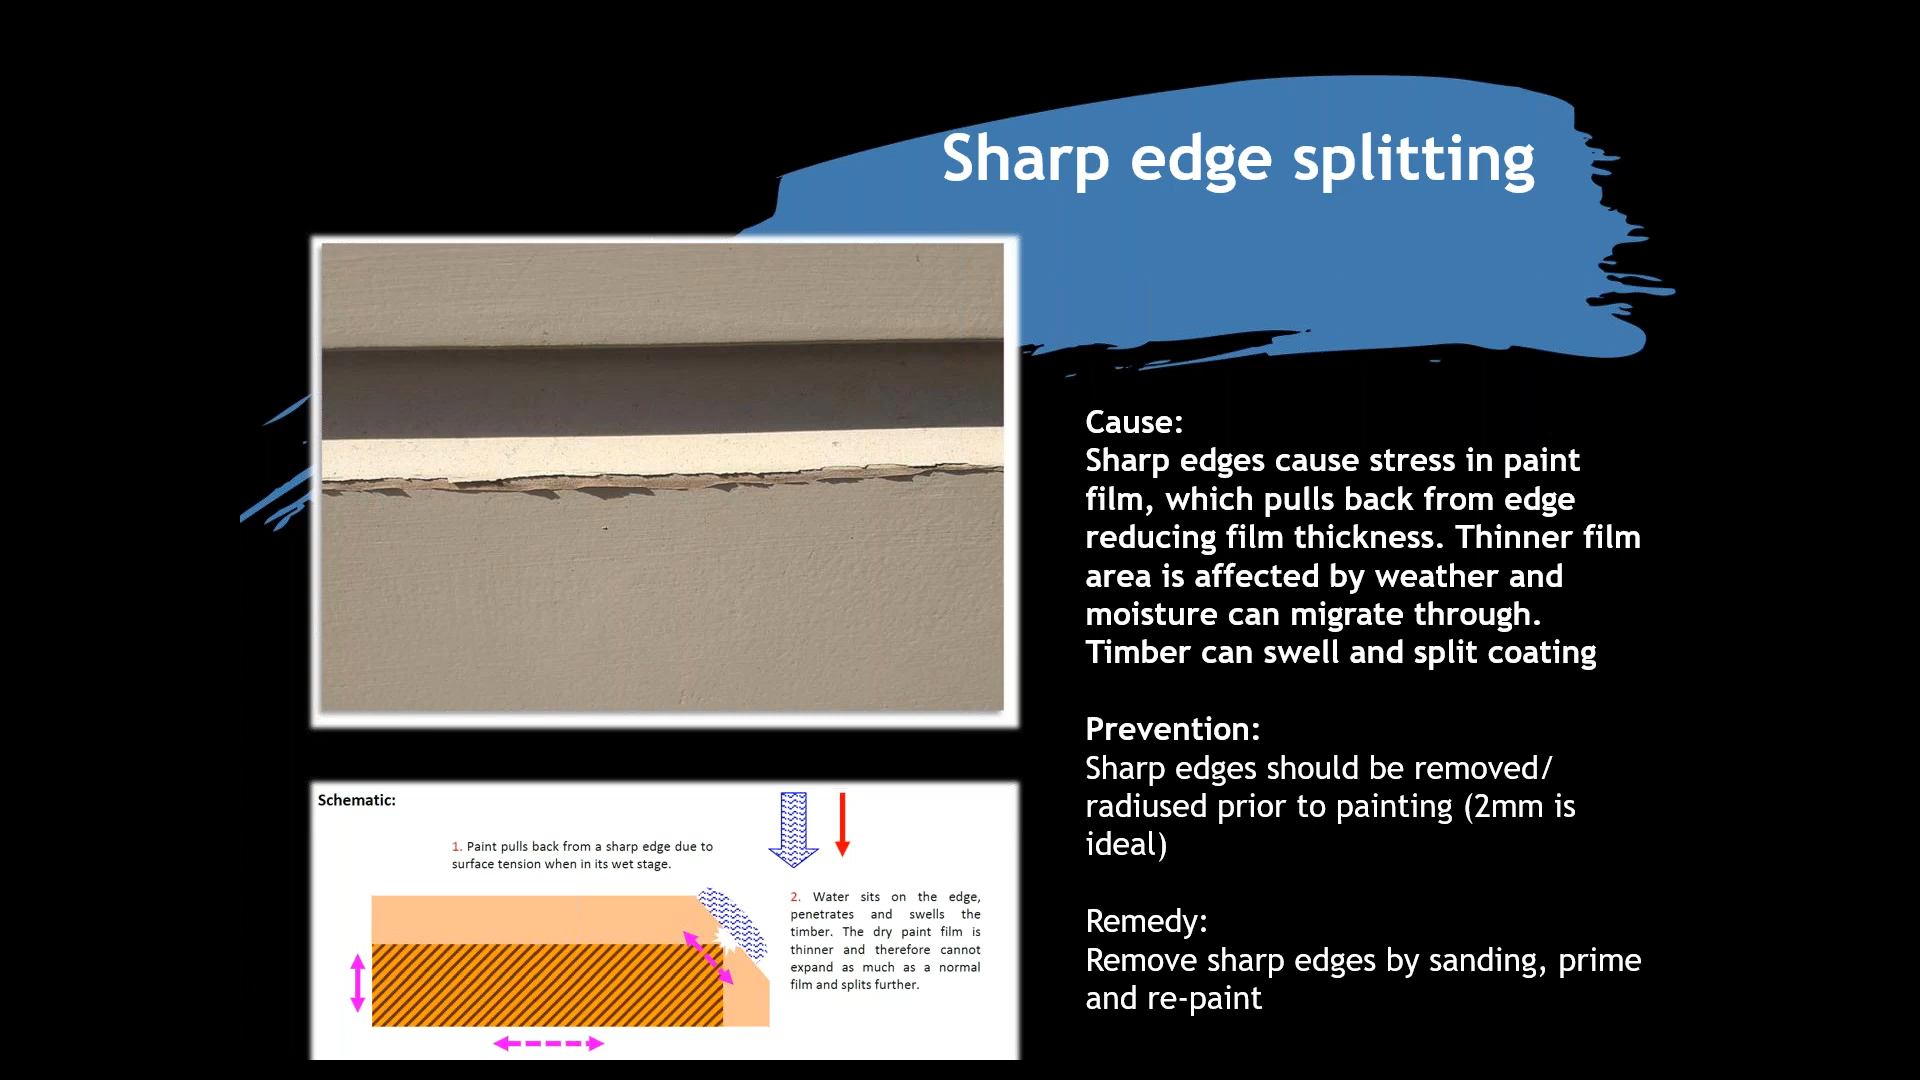 Sharp edge splitting
Cause:
Sharp edges cause stress in paint
film, which pulls back from edge
reducing film thickness. Thinner film
area is affected by weather and
moisture can migrate through.
Timber can swell and split coating
Prevention:
Sharp edges should be removed/
radiused prior to painting (2mm is
ideal)
Remedy:
Remove sharp edges by sanding, prime
and re-paint
Schematic:
1. Paint pulls back from a sharp edge due to
surface tension when in its wet stage.
2. Water sits on the edge,
penetrates and swells the
timber. The dry paint film is
thinner and therefore cannot
expand as much as a normal
film and splits further.